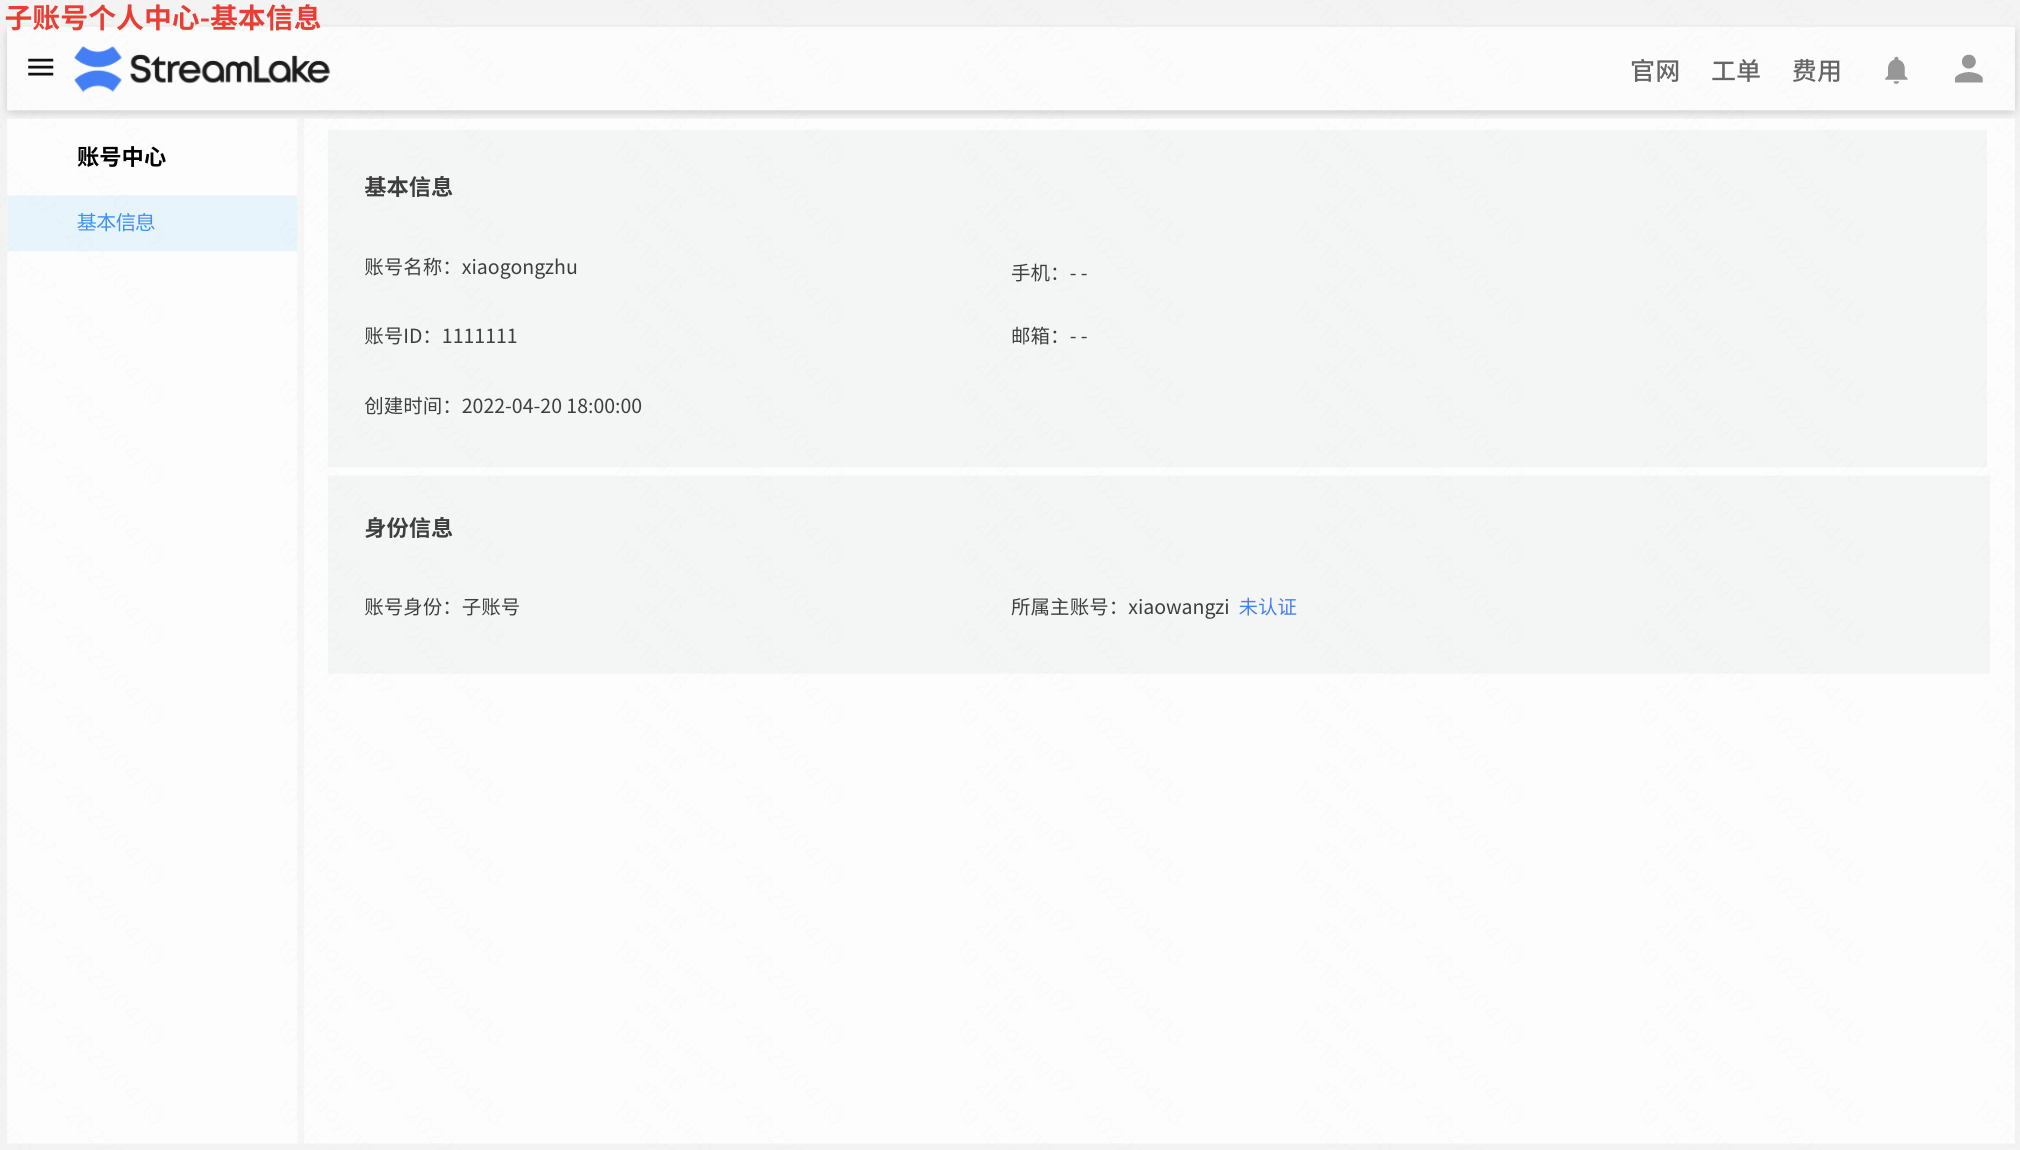 子账号个人中心-基本信息
StreamLake
官网 工单 费用
账号中心
基本信息
基本信息
账号名称：xiaogongzhu
手机：- -
账号ID：1111111
邮箱：- -
创建时间：2022-04-20 18:00:00
身份信息
账号身份：子账号
所属主账号：xiaowangzi 未认证